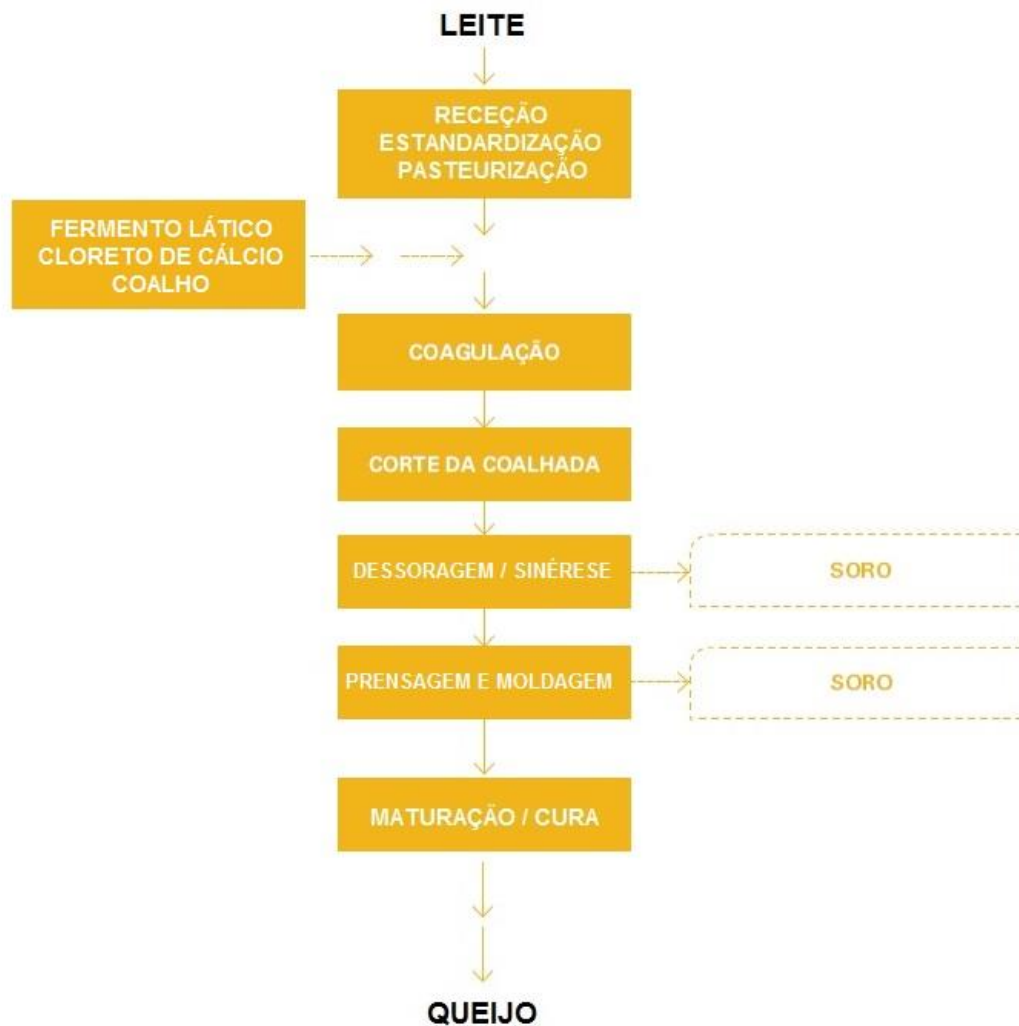 LEITE
RECEÇÃO
ESTANDARDIZAÇÃO
PASTEURIZAÇÃO
FERMENTO LÁTICO
CLORETO DE CÁLCIO
COALHO
COAGULAÇÃO
CORTE DA COALHADA
DESSORAGEM / SINÉRESE
SORO
PRENSAGEM E MOLDAGEM
SORO
MATURAÇÃO / CURA
QUEIJO